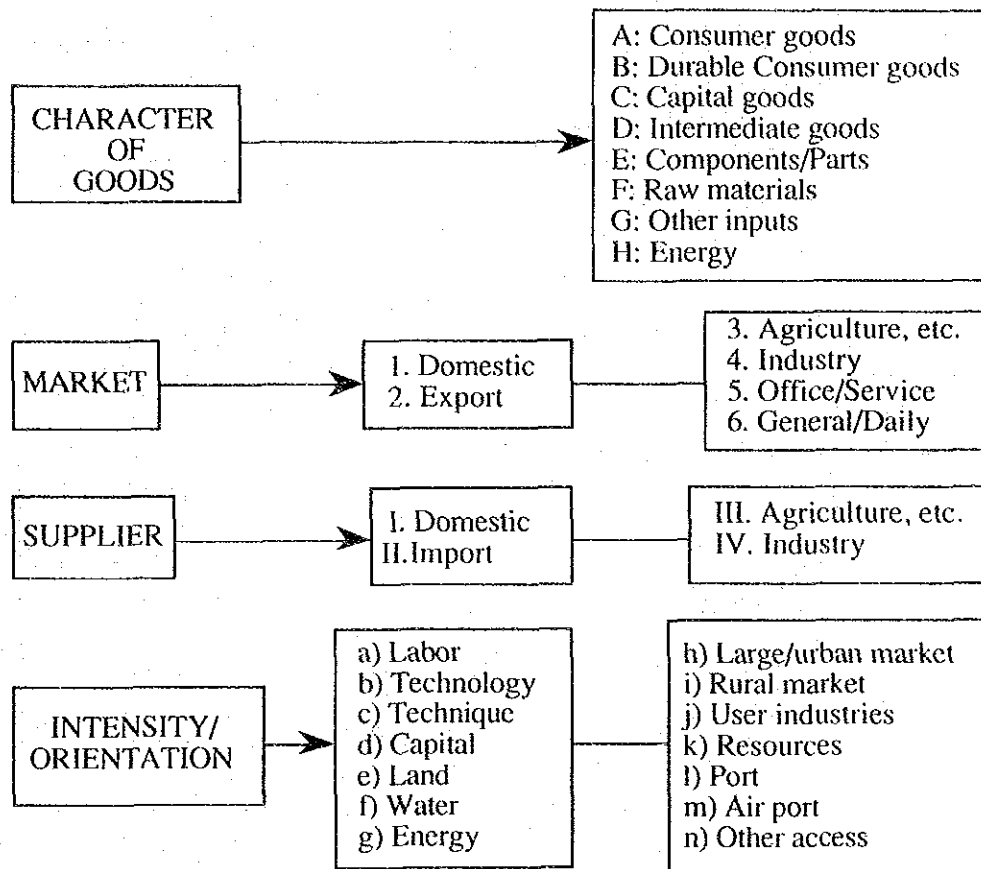 CHARACTER
OF
GOODS
A: Consumer goods
B: Durable Consumer goods
C: Capital goods
D: Intermediate goods
E: Components/Parts
F: Raw materials
G: Other inputs
H: Energy
MARKET
1. Domestic
2. Export
3. Agriculture, etc.
4. Industry
5. Office/Service
6. General/Daily
SUPPLIER
I. Domestic
II.Import
III. Agriculture, etc.
IV. Industry
INTENSITY/
ORIENTATION
a) Labor
b) Technology
c) Technique
d) Capital
e) Land
f) Water
g) Energy
h) Large/urban market
i) Rural market
j) User industries
k) Resources
l) Port
m) Air port
n) Other access